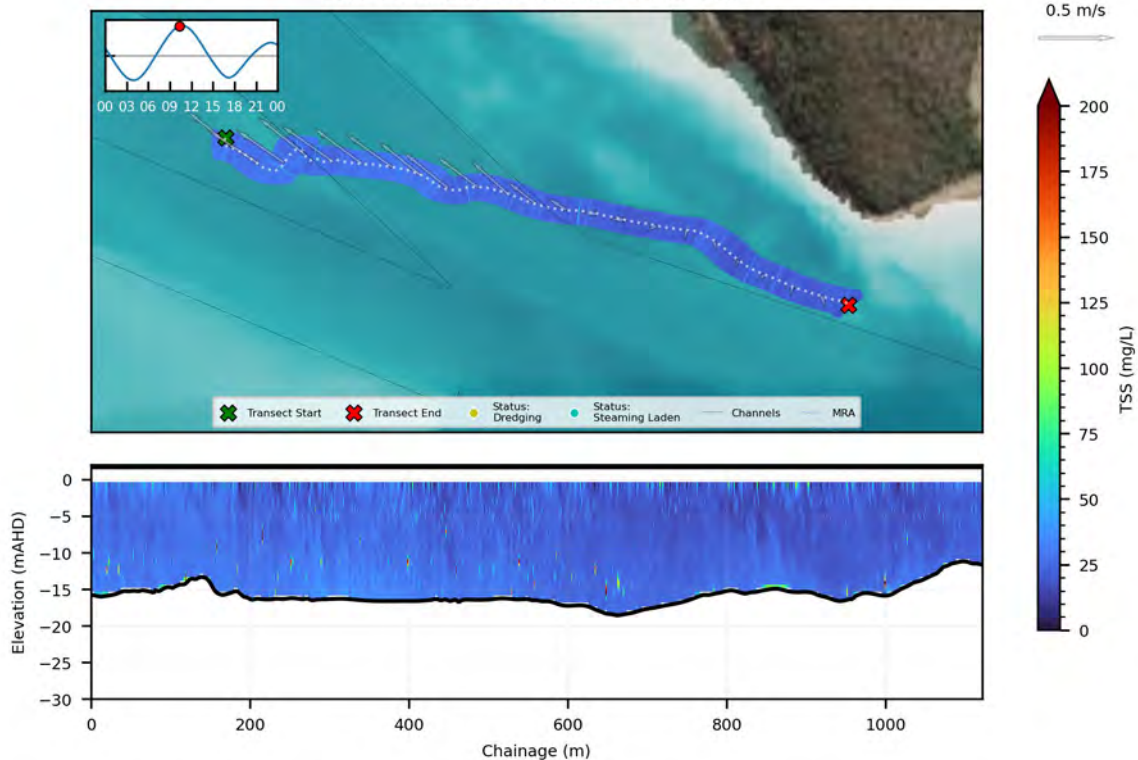 0.5 m/s
00 03 06 09 12 15 18 21 00
Transect Start
Transect End
Status:
Dredging
Status:
Steaming Laden
Channels
MRA
200
175
150
125
100
75
50
25
0
TSS (mg/L)
0
−5
−10
−15
−20
−25
−30
Elevation (mAHD)
0 200 400 600 800 1000
Chainage (m)